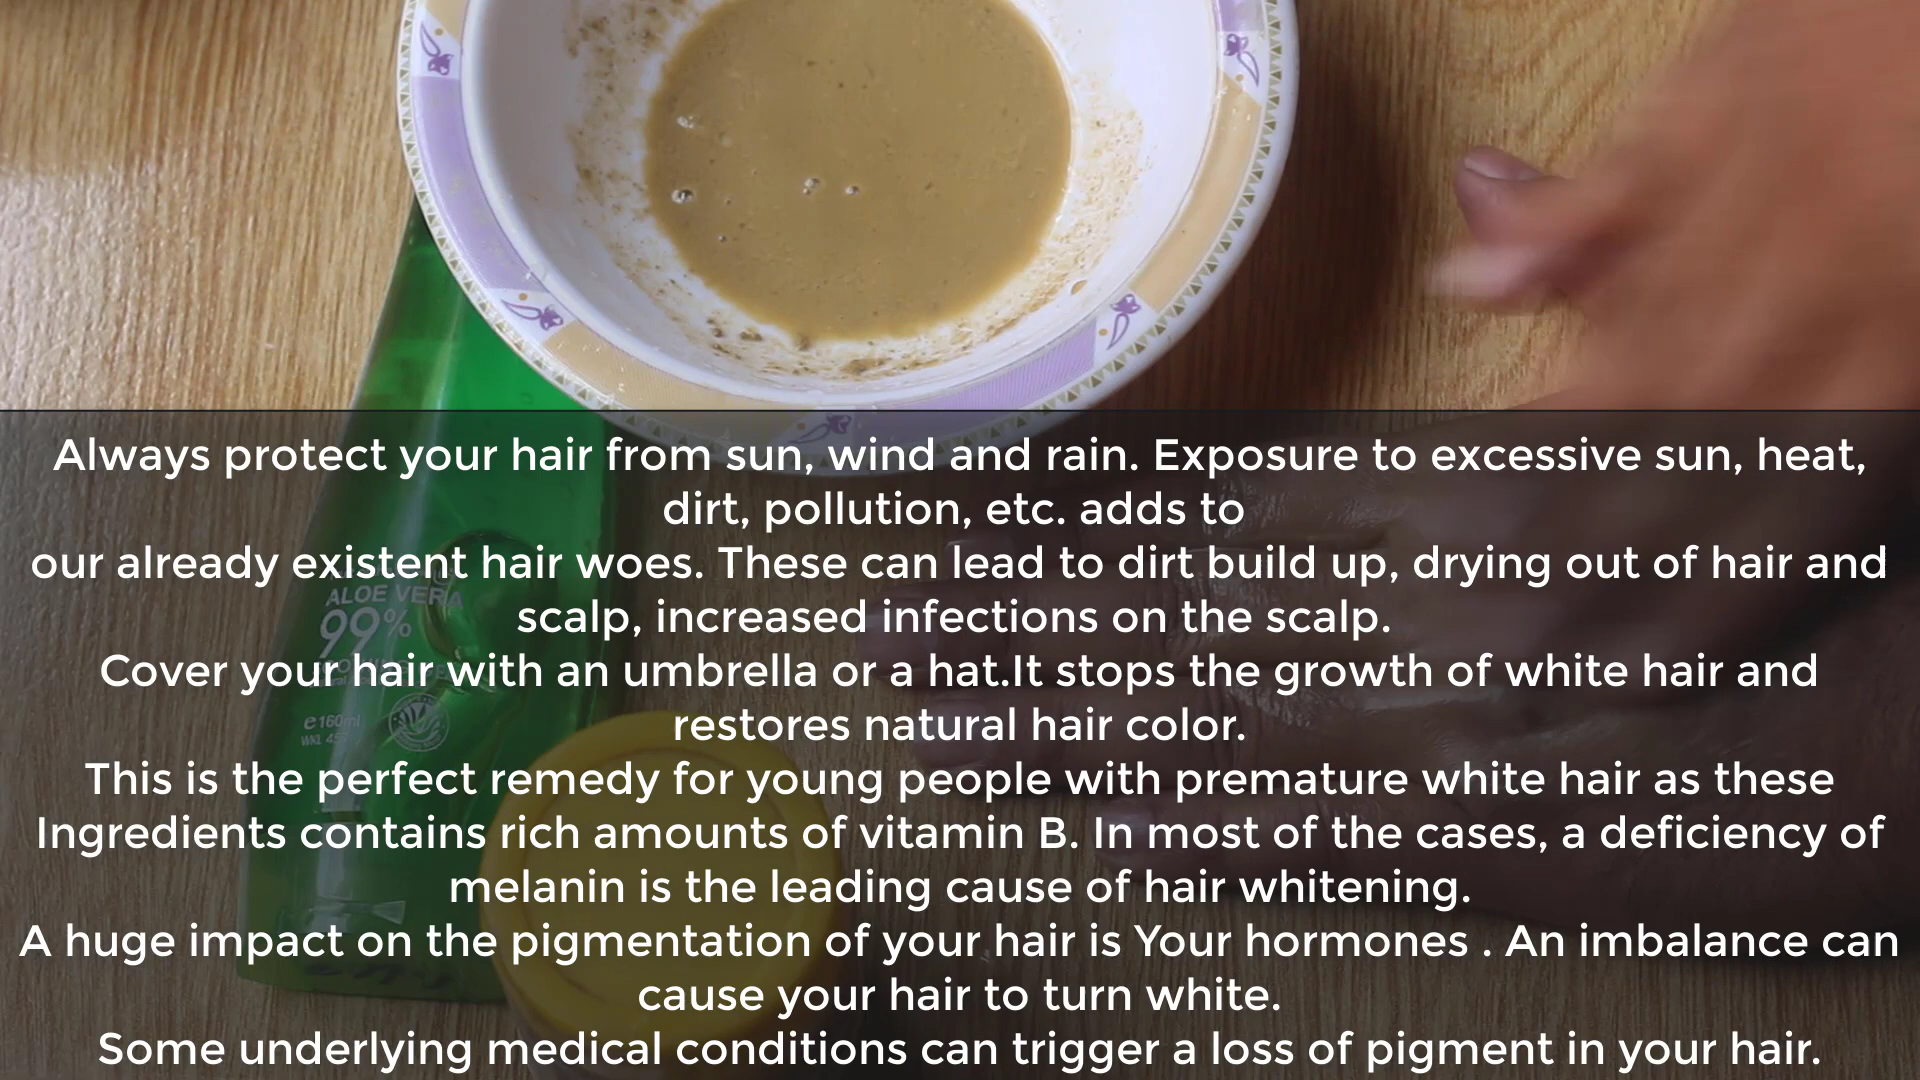 Always protect your hair from sun, wind and rain. Exposure to excessive sun, heat,
dirt, pollution, etc. adds to
our already existent hair woes. These can lead to dirt build up, drying out of hair and
scalp, increased infections on the scalp.
Cover your hair with an umbrella or a hat.It stops the growth of white hair and
restores natural hair color.
This is the perfect remedy for young people with premature white hair as these
Ingredients contains rich amounts of vitamin B. In most of the cases, a deficiency of
melanin is the leading cause of hair whitening.
A huge impact on the pigmentation of your hair is Your hormones . An imbalance can
cause your hair to turn white.
Some underlying medical conditions can trigger a loss of pigment in your hair.
ALOE VERA
99%
e160ml